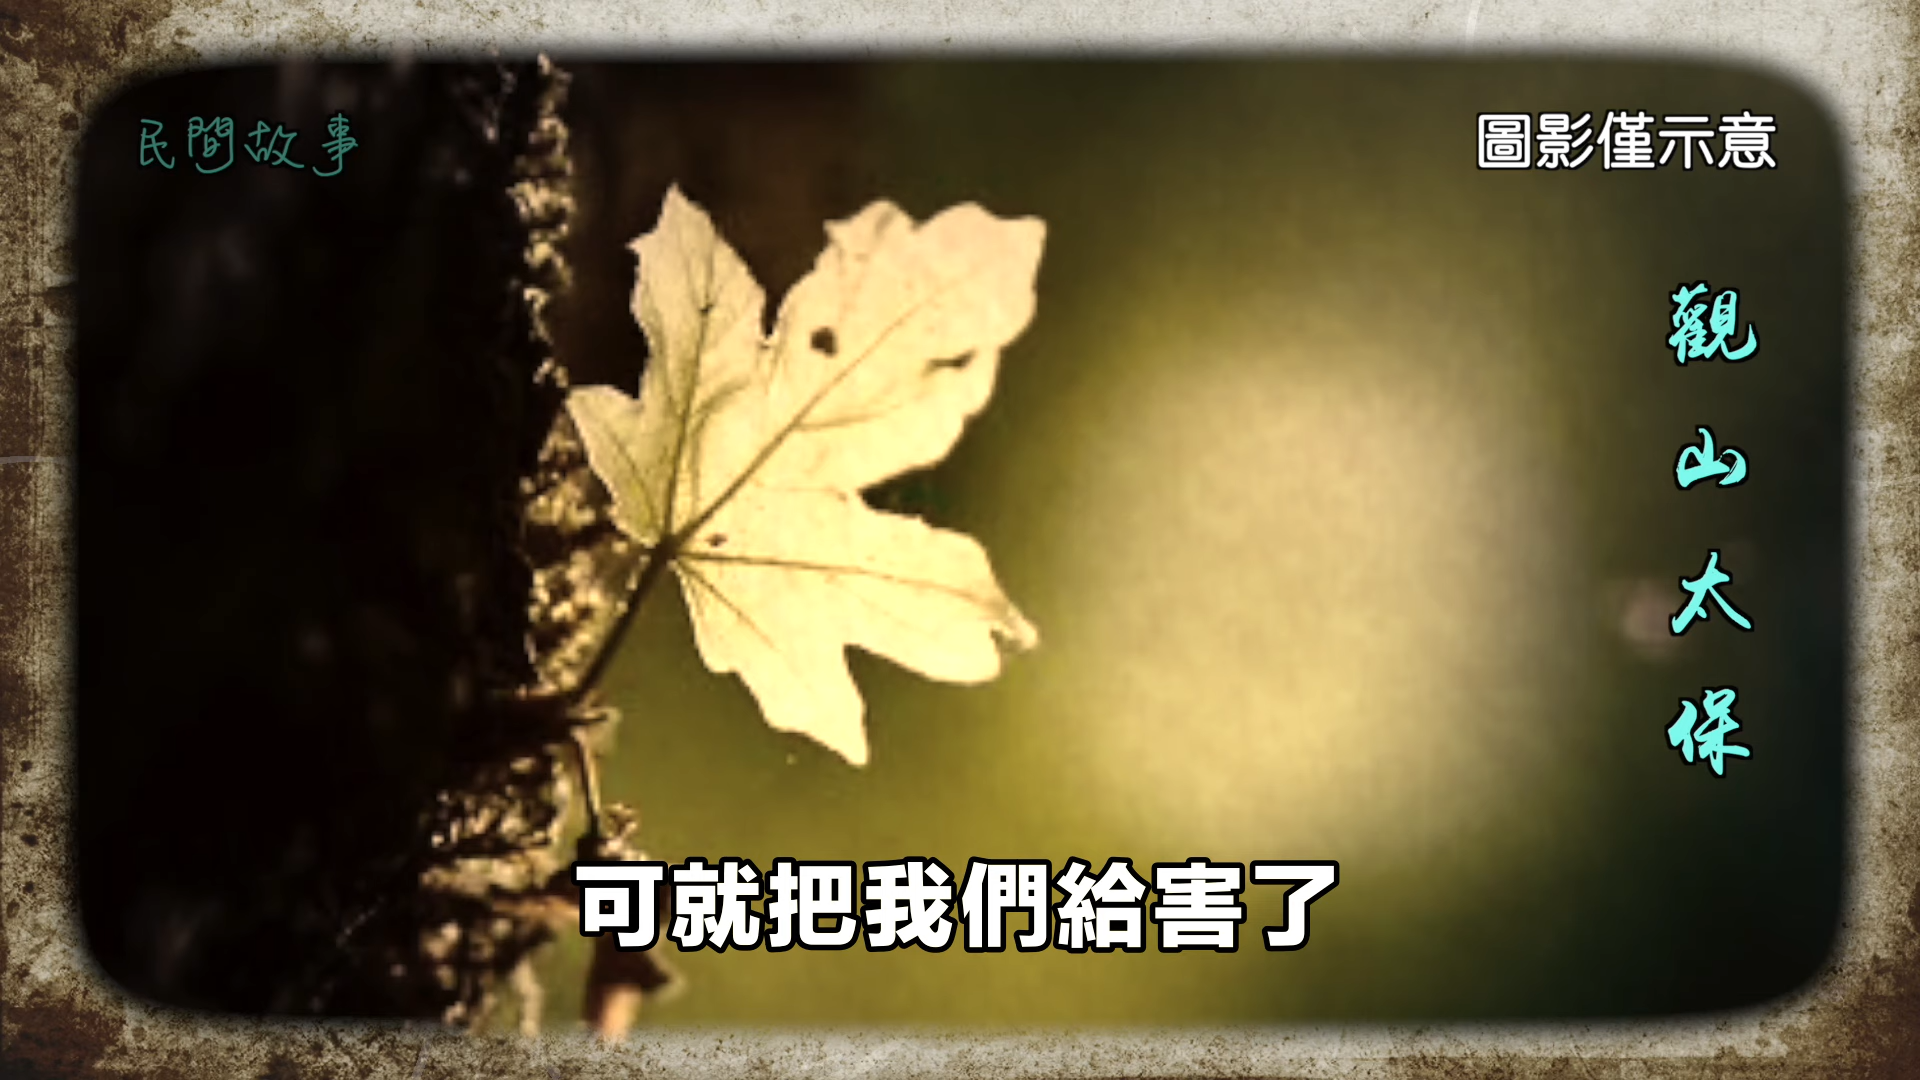 民間故事
圖影僅示意
觀山太保
可就把我們給害了